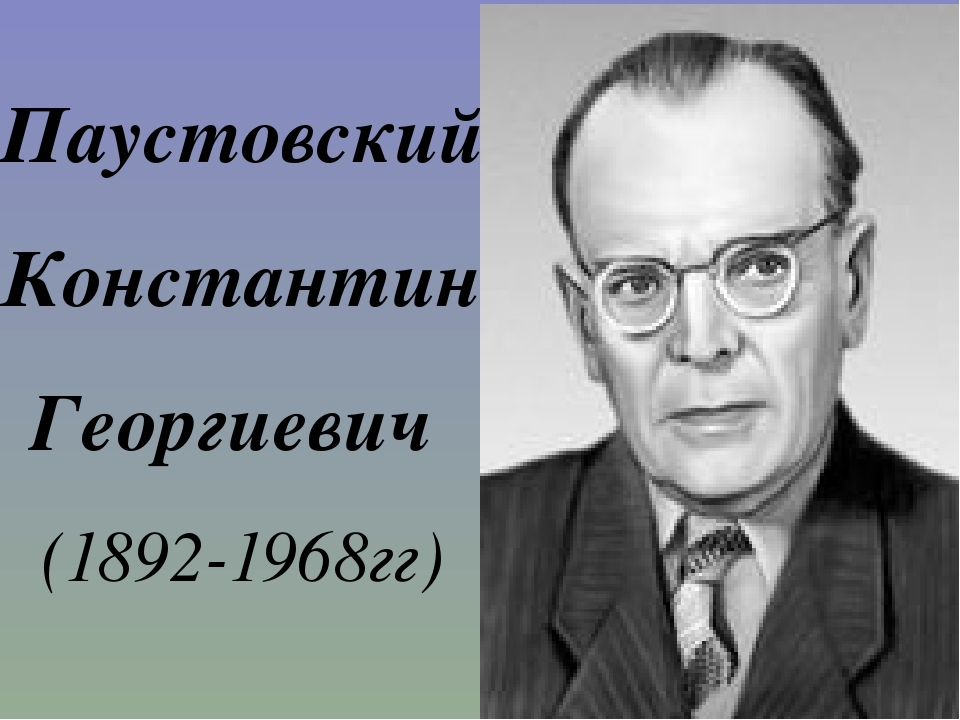 Паустовский
Константин
Георгиевич
(1892-1968гг)